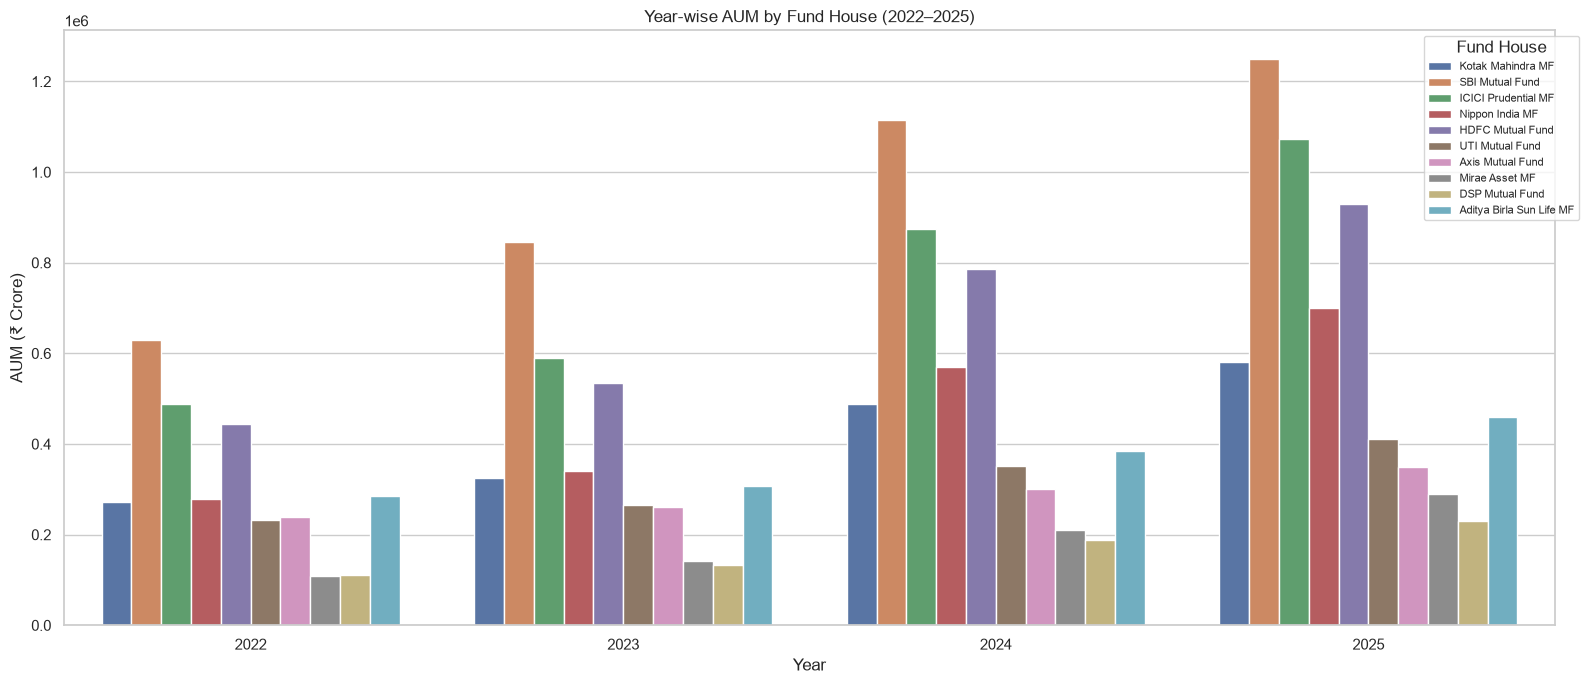 Year-wise AUM by Fund House (2022–2025)
1e6
1.2
1.0
0.8
0.6
0.4
0.2
0.0
AUM (₹ Crore)
2022
2023
2024
2025
Year
Fund House
Kotak Mahindra MF
SBI Mutual Fund
ICICI Prudential MF
Nippon India MF
HDFC Mutual Fund
UTI Mutual Fund
Axis Mutual Fund
Mirae Asset MF
DSP Mutual Fund
Aditya Birla Sun Life MF